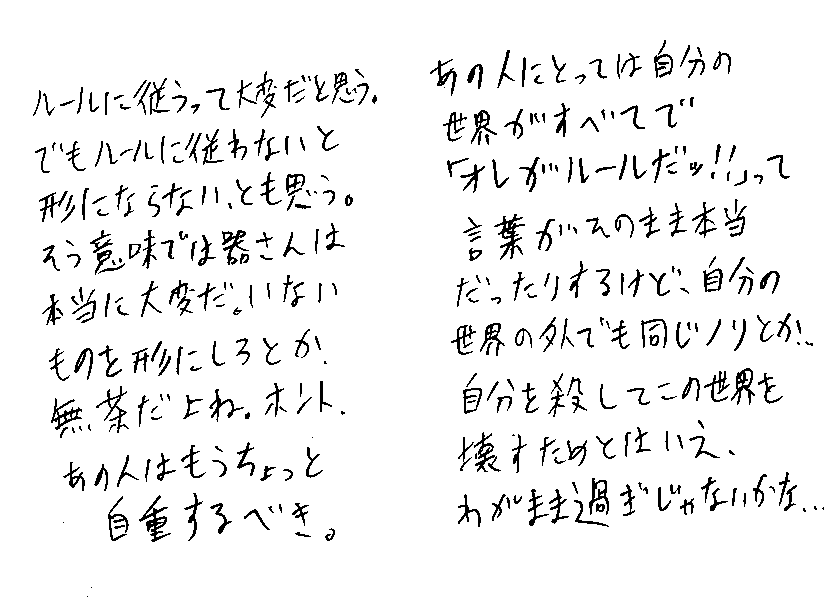 ルールに従うって大変だと思う。
でもルールに従わないと
形にならない、とも思う。
そう意味では器さんは
本当に大変だ。いない
ものを形にしろとか
無茶だよね。ホント、
あの人はもうちょっと
自重するべき。
あの人にとっては自分の
世界がすべてで
「オレがルールだッ!!」って
言葉がそのまま本当
だったりするけど、自分の
世界の外でも同じノリとか、
自分を殺してこの世界を
壊すためとはいえ、
わがまま過ぎじゃないかな…